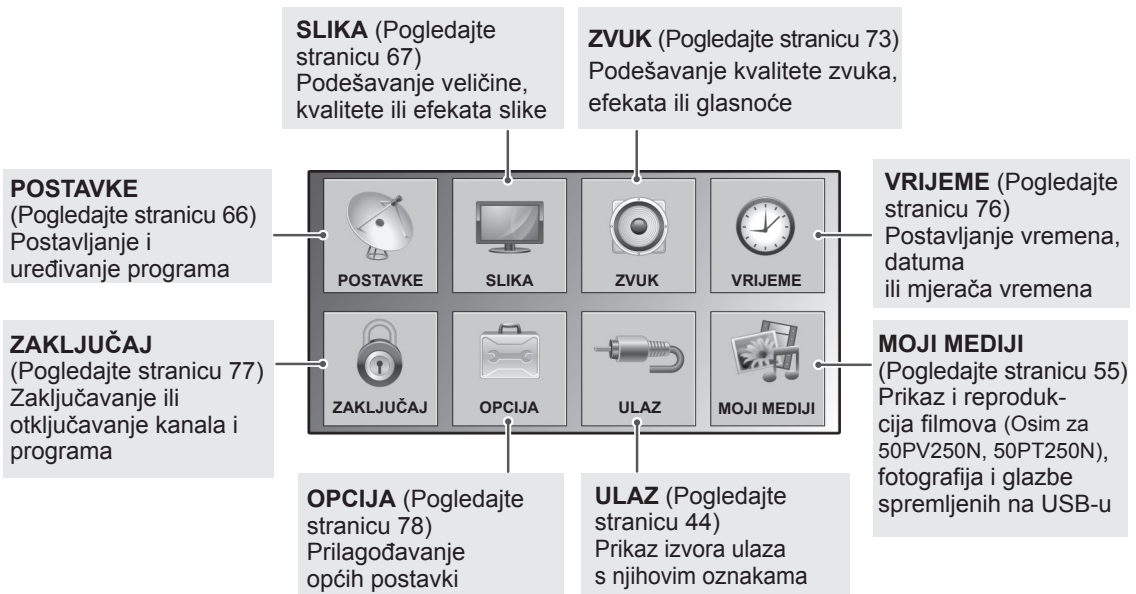 SLIKA (Pogledajte
stranicu 67)
Podešavanje veličine,
kvalitete ili efekata slike
ZVUK (Pogledajte stranicu 73)
Podešavanje kvalitete zvuka,
efekata ili glasnoće
POSTAVKE
(Pogledajte stranicu 66)
Postavljanje i
uređivanje programa
VRIJEME (Pogledajte
stranicu 76)
Postavljanje vremena,
datuma
ili mjerača vremena
POSTAVKE
SLIKA
ZVUK
VRIJEME
ZAKLJUČAJ
(Pogledajte stranicu 77)
Zaključavanje ili
otključavanje kanala i
programa
ZAKLJUČAJ
OPCIJA
ULAZ
MOJI MEDIJI
MOJI MEDIJI
(Pogledajte stranicu 55)
Prikaz i reproduk-
cija filmova (Osim za
50PV250N, 50PT250N),
fotografija i glazbe
spremljenih na USB-u
OPCIJA (Pogledajte
stranicu 78)
Prilagođavanje
općih postavki
ULAZ (Pogledajte
stranicu 44)
Prikaz izvora ulaza
s njihovim oznakama